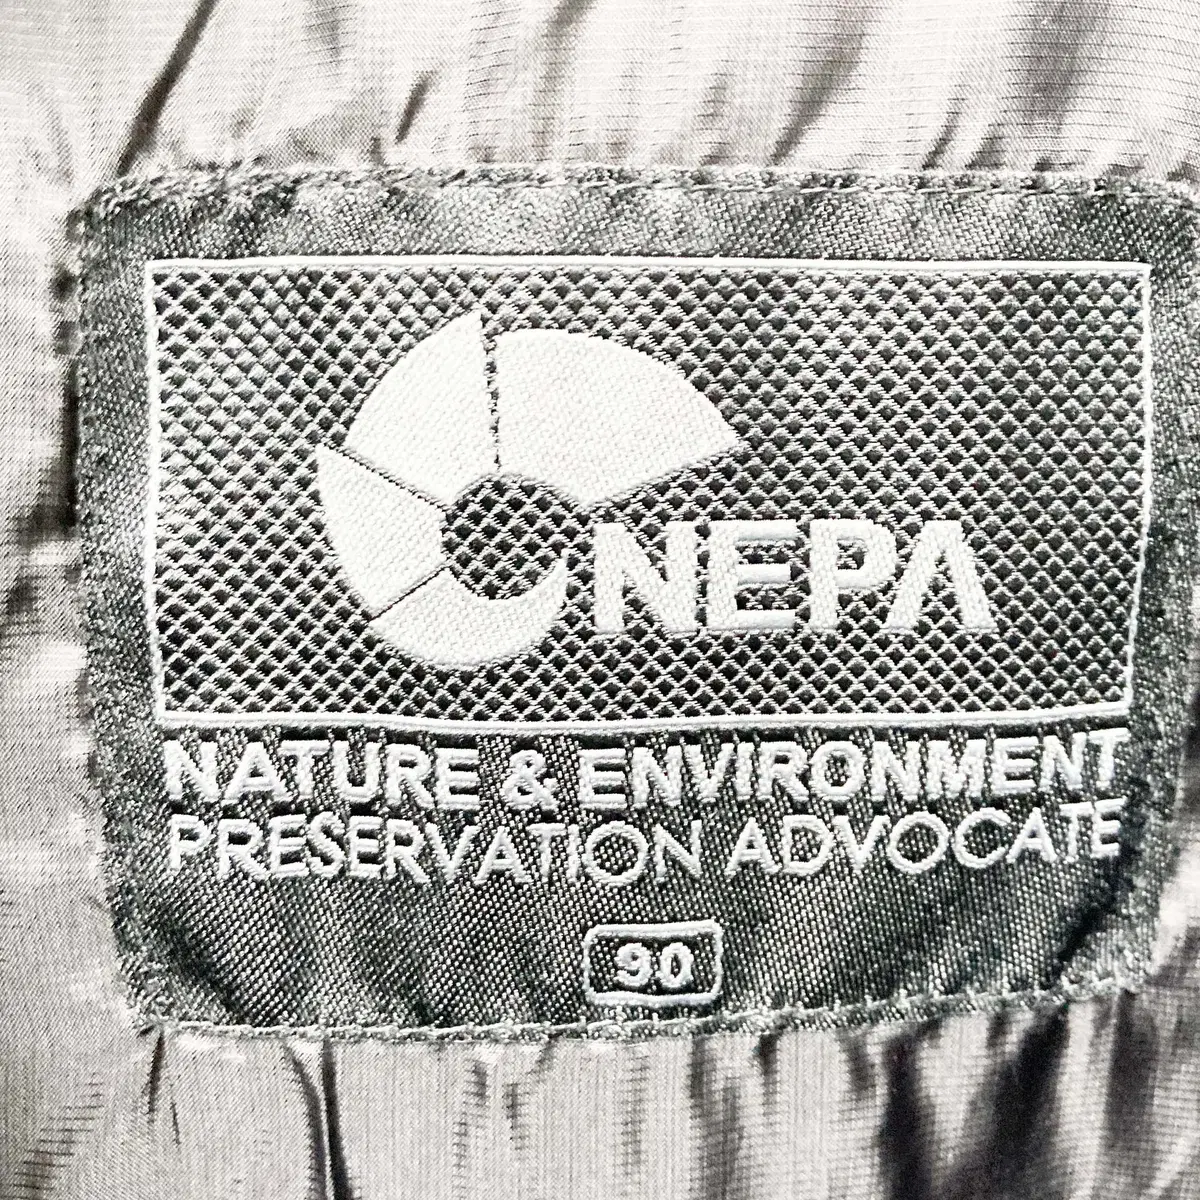 NEPA
NATURE & ENVIRONMENT
PRESERVATION ADVOCATE
90